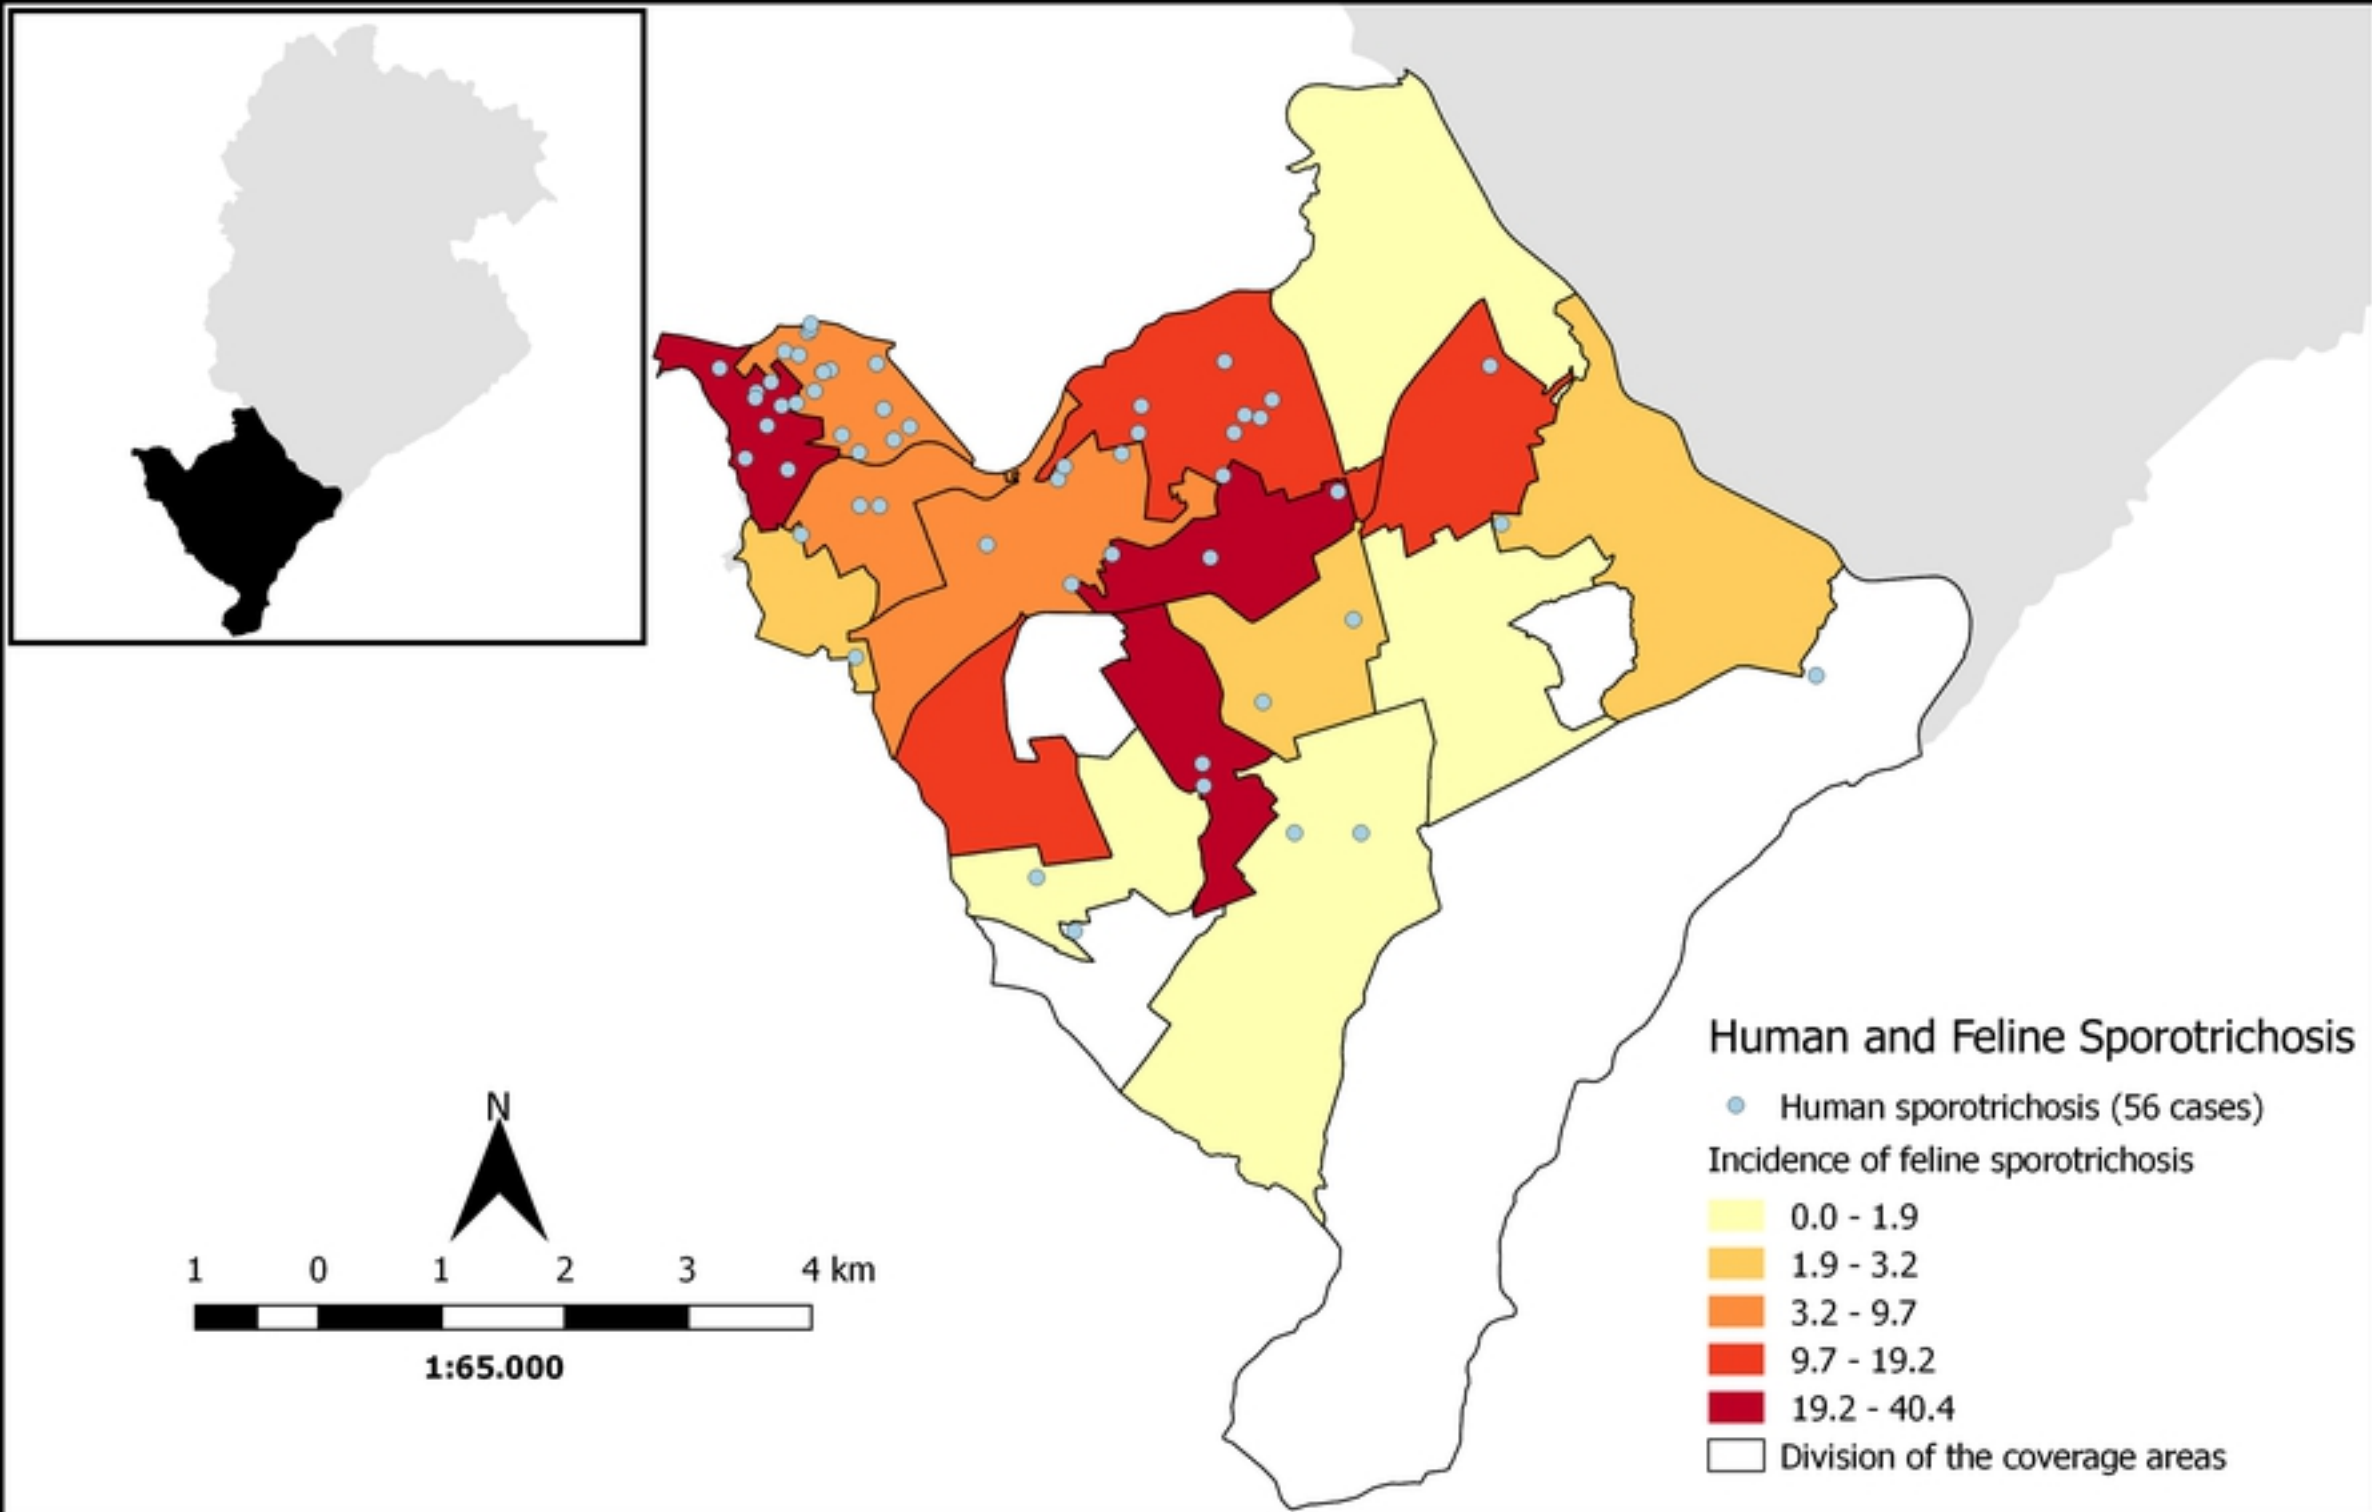 Human and Feline Sporotrichosis
Human sporotrichosis (56 cases)
Incidence of feline sporotrichosis
0.0 - 1.9
1.9 - 3.2
3.2 - 9.7
9.7 - 19.2
19.2 - 40.4
Division of the coverage areas
N
1 0 1 2 3 4 km
1:65.000